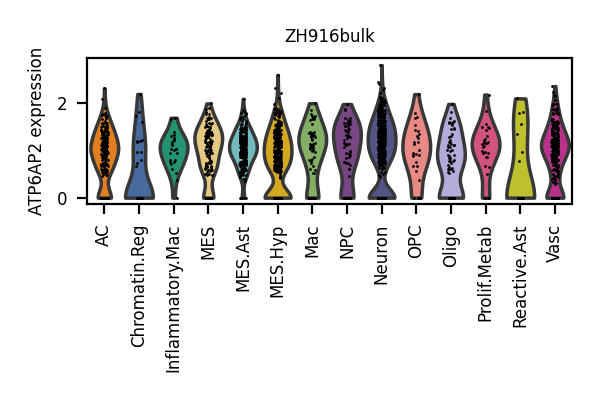 ZH916bulk
ATP6AP2 expression
2
0
AC
Chromatin.Reg
Inflammatory.Mac
MES
MES.Ast
MES.Hyp
Mac
NPC
Neuron
OPC
Oligo
Prolif.Metab
Reactive.Ast
Vasc